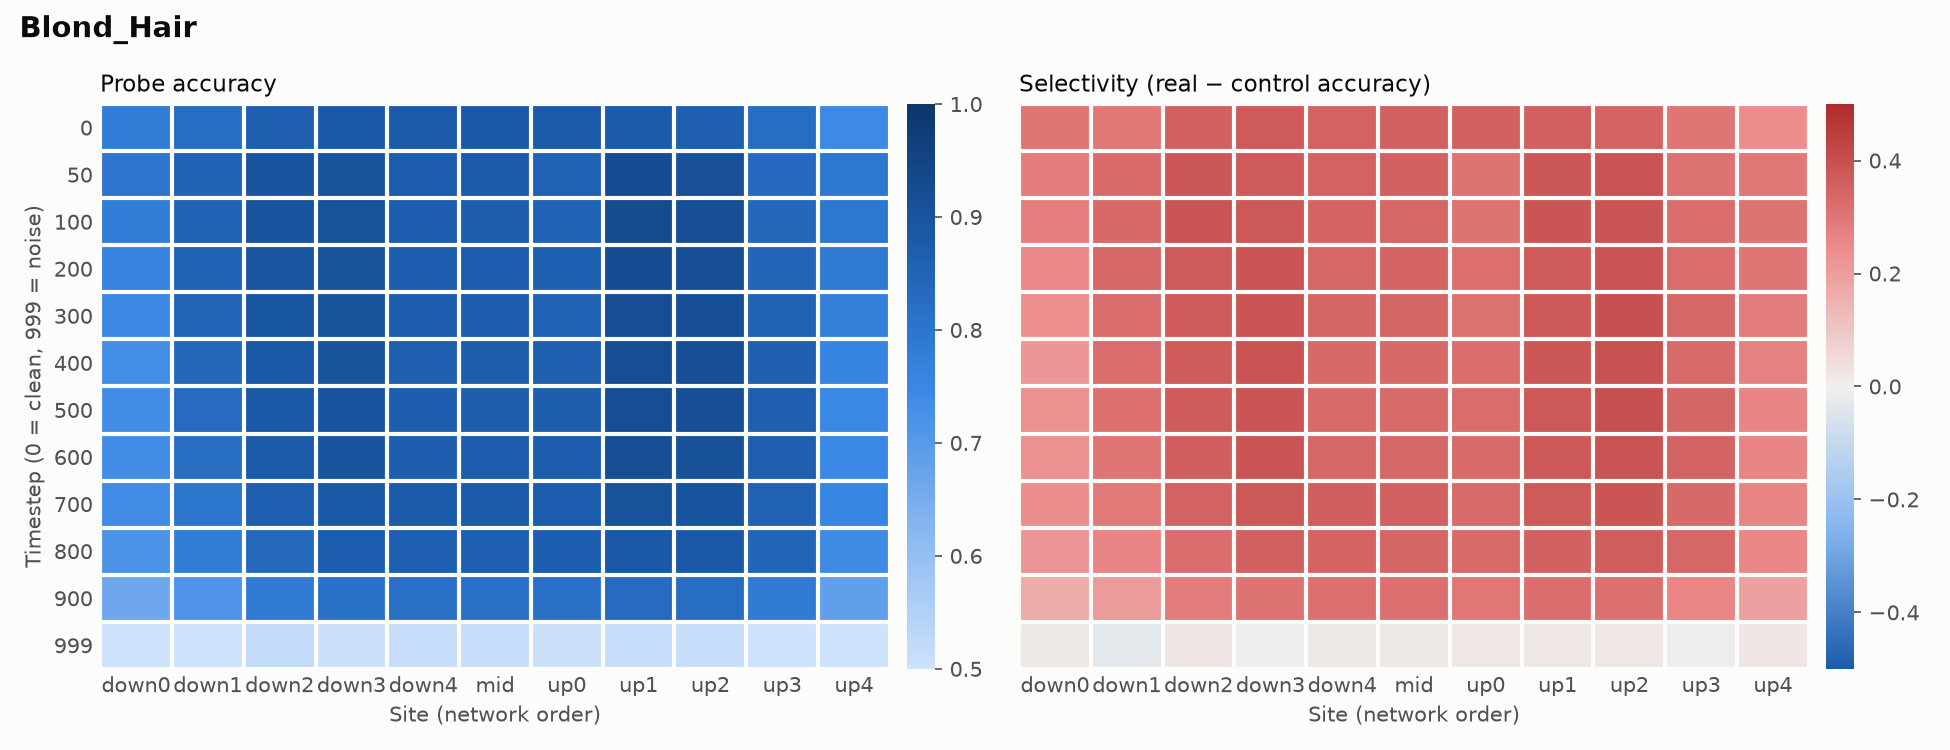 Blond_Hair
Probe accuracy
Timestep (0 = clean, 999 = noise)
0
50
100
200
300
400
500
600
700
800
900
999
down0 down1 down2 down3 down4 mid up0 up1 up2 up3 up4
Site (network order)
1.0
0.9
0.8
0.7
0.6
0.5
Selectivity (real − control accuracy)
down0 down1 down2 down3 down4 mid up0 up1 up2 up3 up4
Site (network order)
0.4
0.2
0.0
−0.2
−0.4